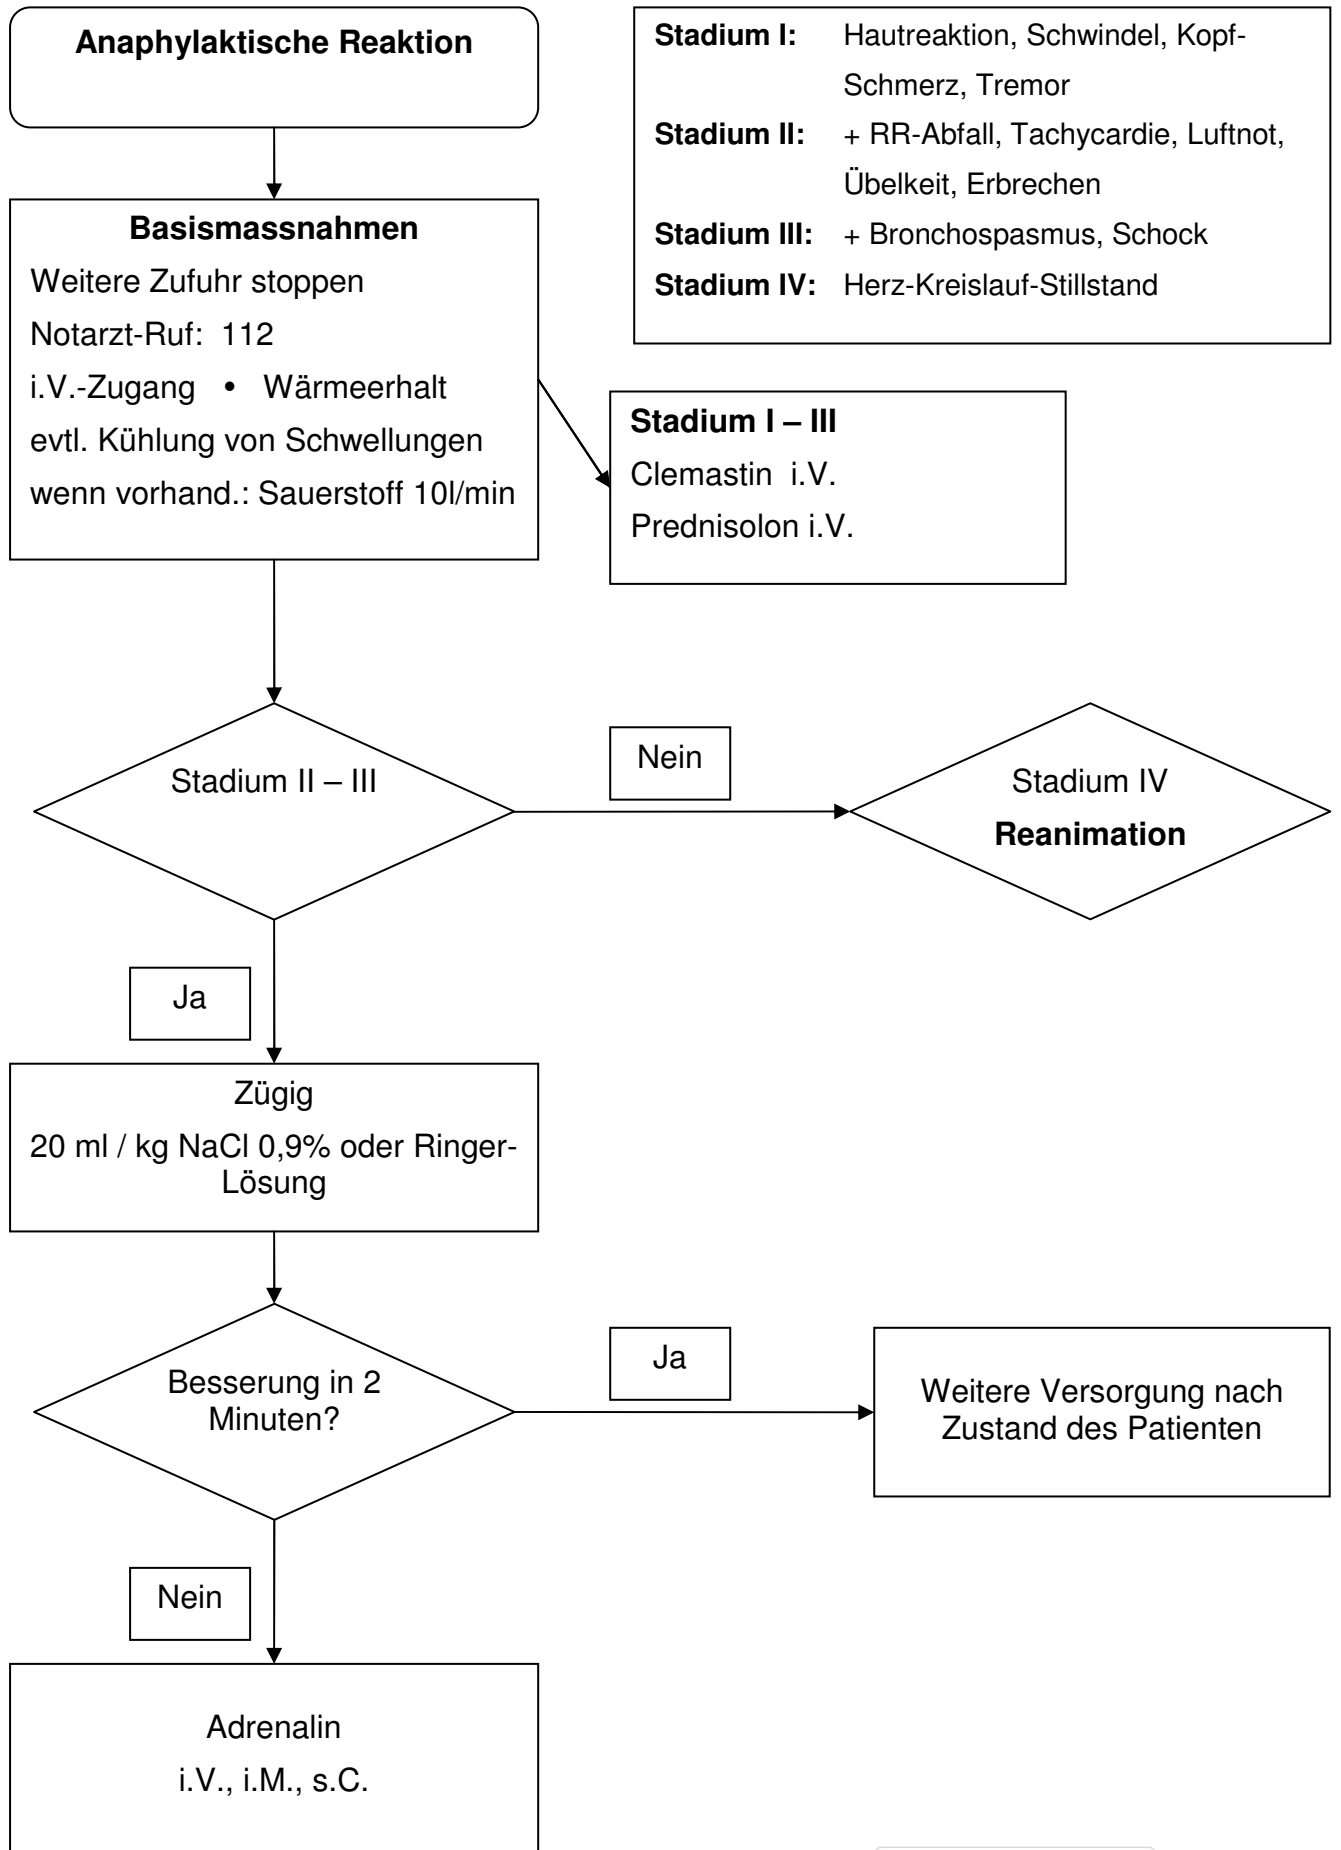 Anaphylaktische Reaktion
Stadium I: Hautreaktion, Schwindel, Kopf-
Schmerz, Tremor
Stadium II: + RR-Abfall, Tachycardie, Luftnot,
Übelkeit, Erbrechen
Stadium III: + Bronchospasmus, Schock
Stadium IV: Herz-Kreislauf-Stillstand
Basismassnahmen
Weitere Zufuhr stoppen
Notarzt-Ruf: 112
i.V.-Zugang • Wärmeerhalt
evtl. Kühlung von Schwellungen
wenn vorhand.: Sauerstoff 10l/min
Stadium I – III
Clemastin i.V.
Prednisolon i.V.
Stadium II – III
Nein
Stadium IV
Reanimation
Ja
Zügig
20 ml / kg NaCl 0,9% oder Ringer-
Lösung
Besserung in 2
Minuten?
Ja
Weitere Versorgung nach
Zustand des Patienten
Nein
Adrenalin
i.V., i.M., s.C.